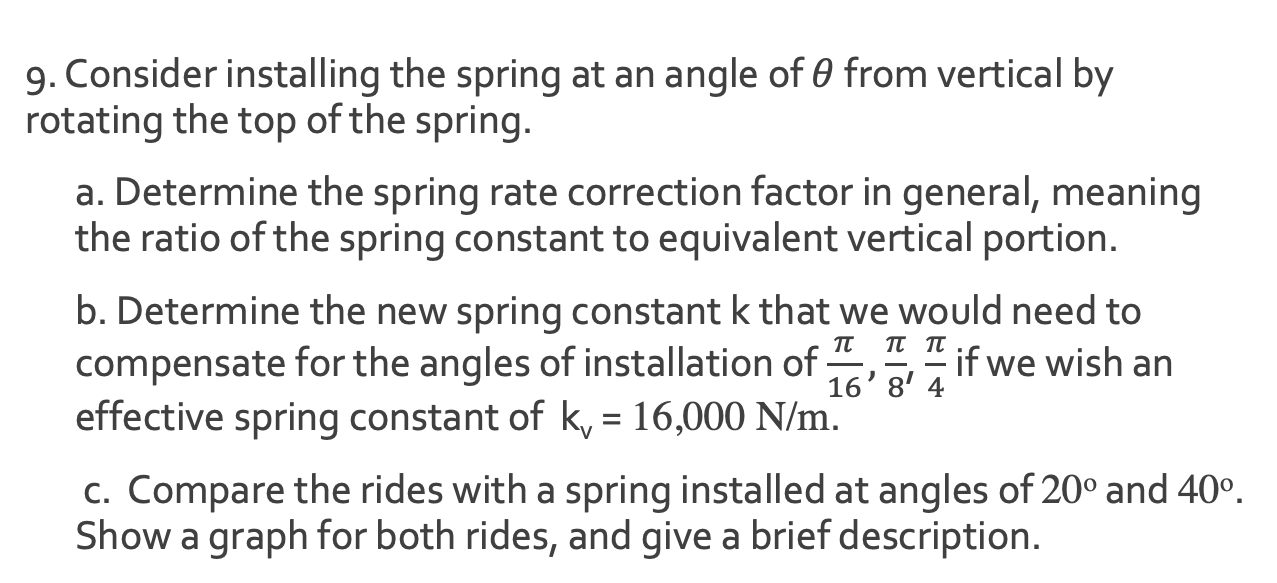 9. Consider installing the spring at an angle of θ from vertical by
rotating the top of the spring.
a. Determine the spring rate correction factor in general, meaning
the ratio of the spring constant to equivalent vertical portion.
b. Determine the new spring constant k that we would need to
compensate for the angles of installation of π/16, π/8, π/4 if we wish an
effective spring constant of kᵥ = 16,000 N/m.
c. Compare the rides with a spring installed at angles of 20º and 40º.
Show a graph for both rides, and give a brief description.